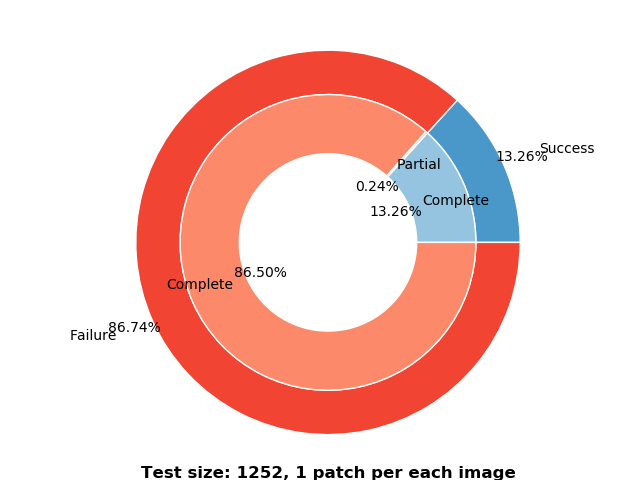 Success
13.26%
Partial
0.24%
Complete
13.26%
86.50%
Complete
86.74%
Failure
Test size: 1252, 1 patch per each image